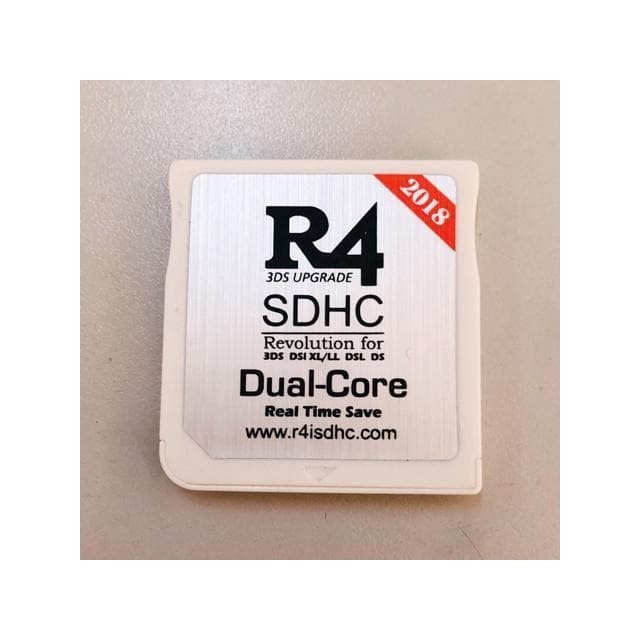 2018
R4
3DS UPGRADE
SDHC
Revolution for
3DS DSi XL/LL DSL DS
Dual-Core
Real Time Save
www.r4isdhc.com